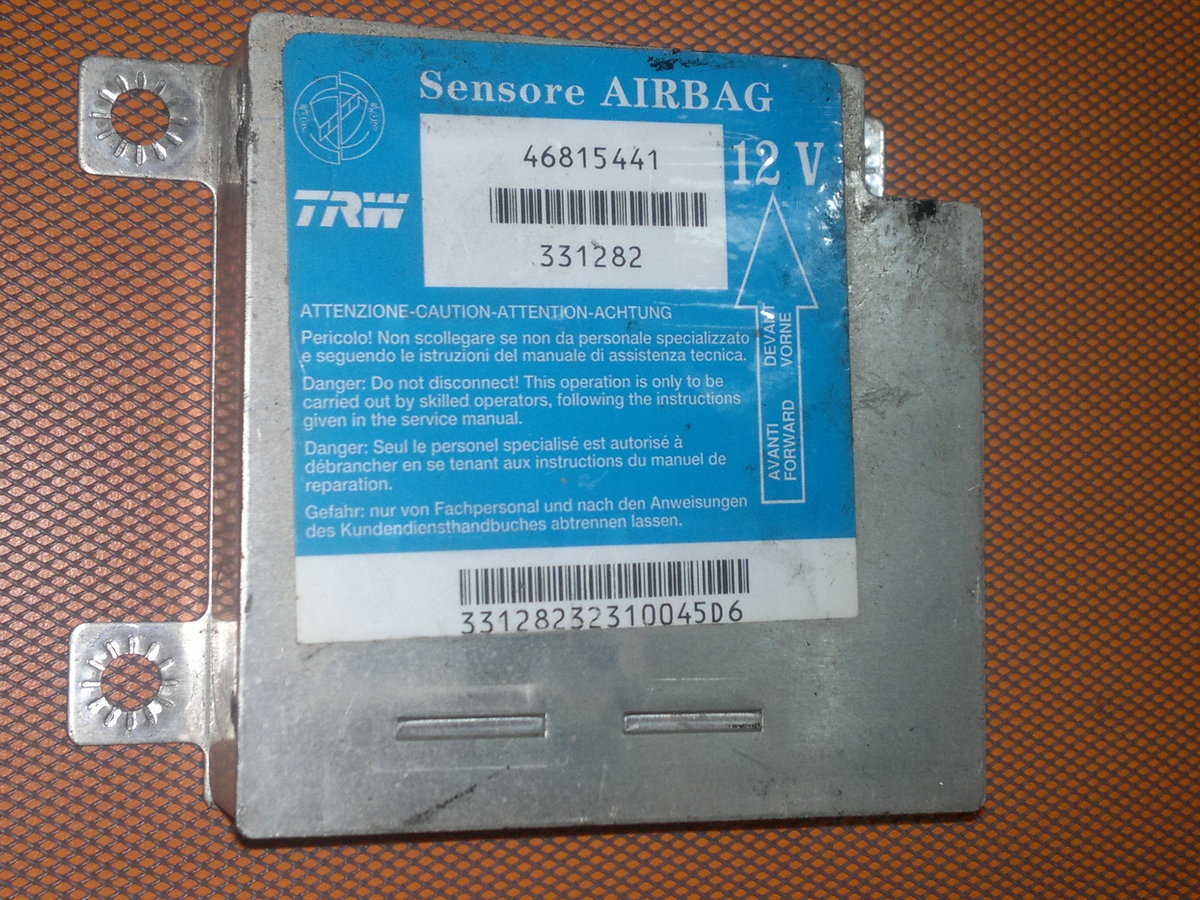 Sensore AIRBAG
46815441
12 V
TRW
331282
ATTENZIONE-CAUTION-ATTENTION-ACHTUNG
Pericolo! Non scollegare se non da personale specializzato
e seguendo le istruzioni del manuale di assistenza tecnica.
Danger: Do not disconnect! This operation is only to be
carried out by skilled operators, following the instructions
given in the service manual.
Danger: Seul le personel specialisé est autorisé à
débrancher en se tenant aux instructions du manuel de
reparation.
Gefahr: nur von Fachpersonal und nach den Anweisungen
des Kundendiensthandbuches abtrennen lassen.
AVANTI DEVANT
FORWARD VORNE
33128232310045D6